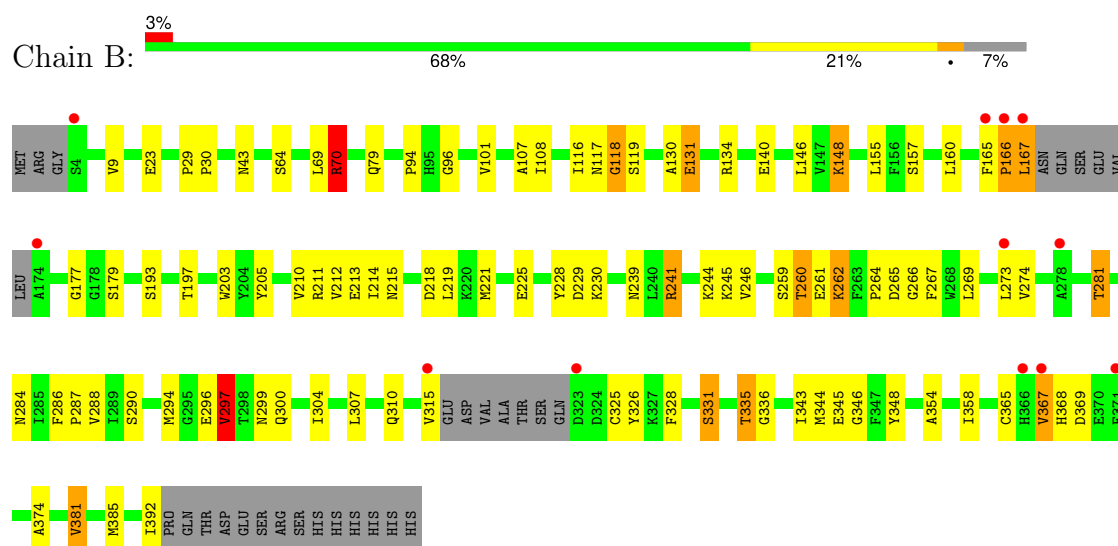 3%
Chain B:
68% 21% • 7%
MET ARG GLY S4 V9 E23 P29 P30 N43 S64 L69 R70 Q79 P94 H95 G96 V101 A107 I108 I116 N117 G118 S119 A130 E131 R134 E140 L146 V147 K148 L155 F156 S157 L160 F165 P166 L167 ASN GLN SER GLU VAL
LEU A174 G177 G178 S179 S193 T197 W203 Y204 Y205 V210 R211 V212 E213 I214 N215 D218 L219 K220 M221 E225 Y228 D229 K230 N239 L240 R241 K244 K245 V246 S259 T260 E261 K262 F263 P264 D265 G266 F267 W268 L269 L273 V274 A278 T281
N284 I285 F286 P287 V288 I289 S290 M294 G295 E296 V297 T298 N299 Q300 I304 L307 Q310 V315 GLU ASP VAL ALA THR SER GLN D323 D324 C325 Y326 K327 F328 S331 T335 G336 I343 M344 E345 G346 F347 Y348 A354 I358 C365 H366 V367 H368 D369 E370 E371
A374 V381 M385 I392 PRO GLN THR ASP GLU SER ARG SER HIS HIS HIS HIS HIS HIS